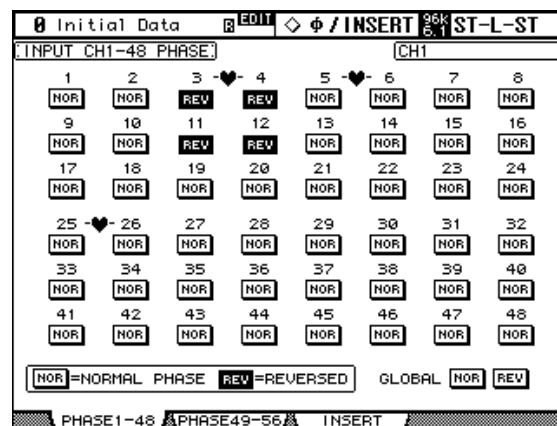 0 Initial Data R EDIT ◇ Φ/INSERT 96k 6.1 ST-L-ST
INPUT CH1-48 PHASE CH1
1 2 3 -♥- 4 5 -♥- 6 7 8
NOR NOR REV REV NOR NOR NOR NOR
9 10 11 12 13 14 15 16
NOR NOR REV REV NOR NOR NOR NOR
17 18 19 20 21 22 23 24
NOR NOR NOR NOR NOR NOR NOR NOR
25 -♥- 26 27 28 29 30 31 32
NOR NOR NOR NOR NOR NOR NOR NOR
33 34 35 36 37 38 39 40
NOR NOR NOR NOR NOR NOR NOR NOR
41 42 43 44 45 46 47 48
NOR NOR NOR NOR NOR NOR NOR NOR
NOR=NORMAL PHASE REV=REVERSED GLOBAL NOR REV
PHASE1-48 PHASE49-56 INSERT